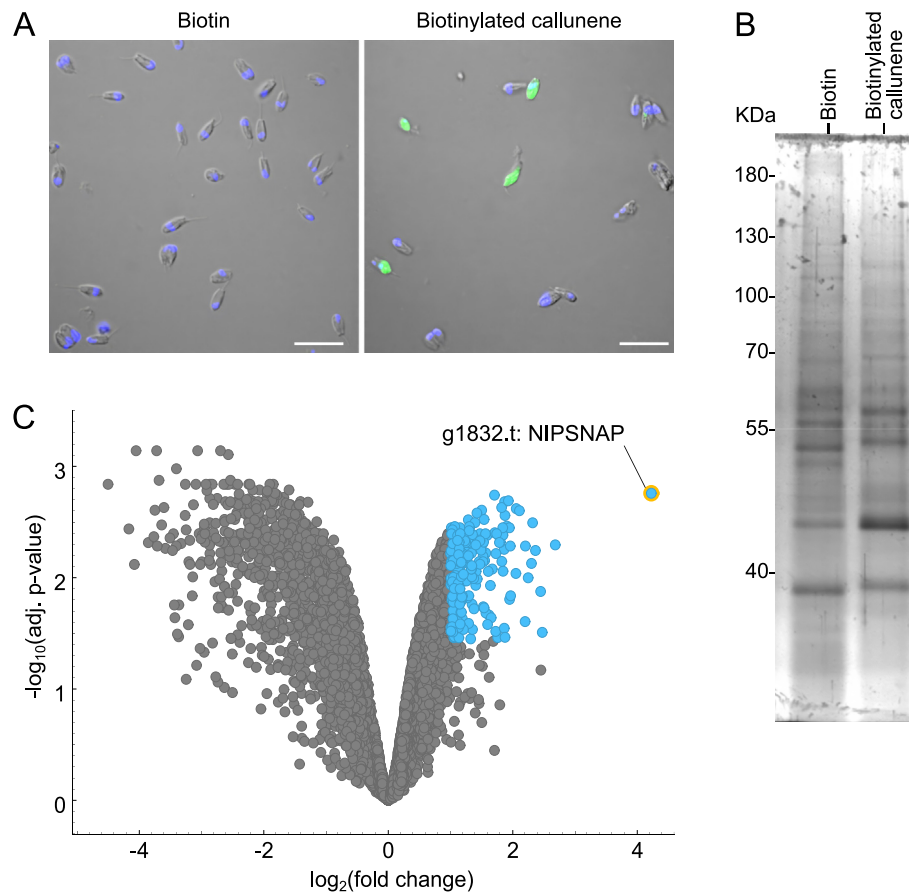 A
Biotin
Biotinylated callunene
B
KDa
Biotin
Biotinylated
callunene
180
130
100
70
55
40
C
g1832.t: NIPSNAP
3
2
1
0
-log₁₀(adj. p-value)
-4
-2
0
2
4
log₂(fold change)